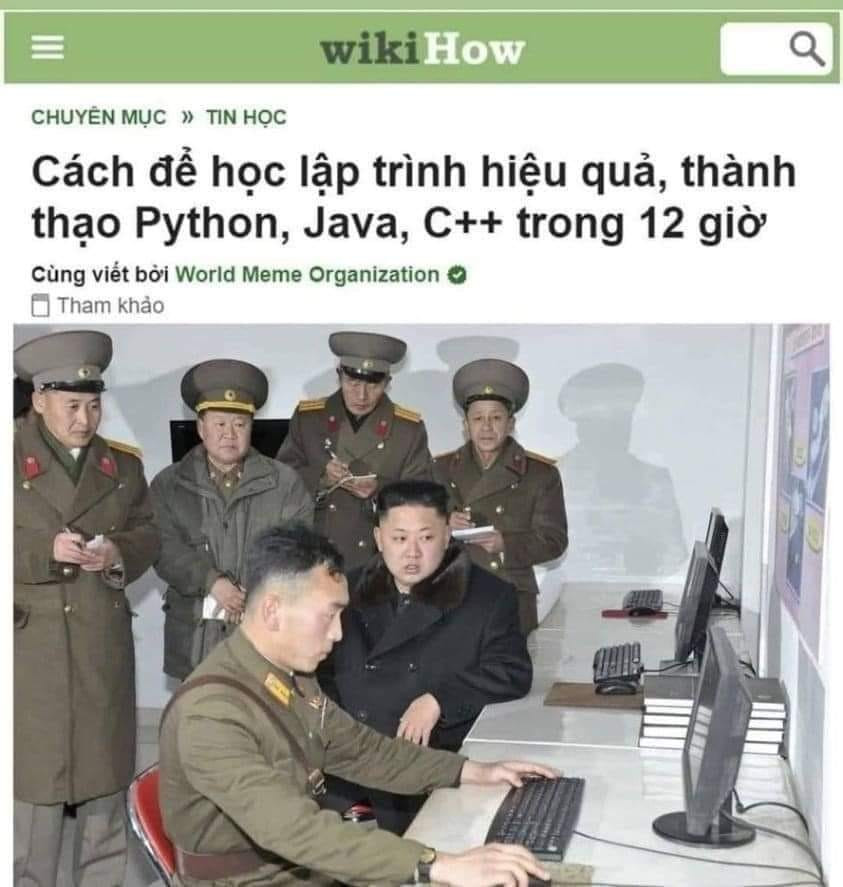 wikiHow
CHUYÊN MỤC » TIN HỌC
Cách để học lập trình hiệu quả, thành
thạo Python, Java, C++ trong 12 giờ
Cùng viết bởi World Meme Organization
Tham khảo